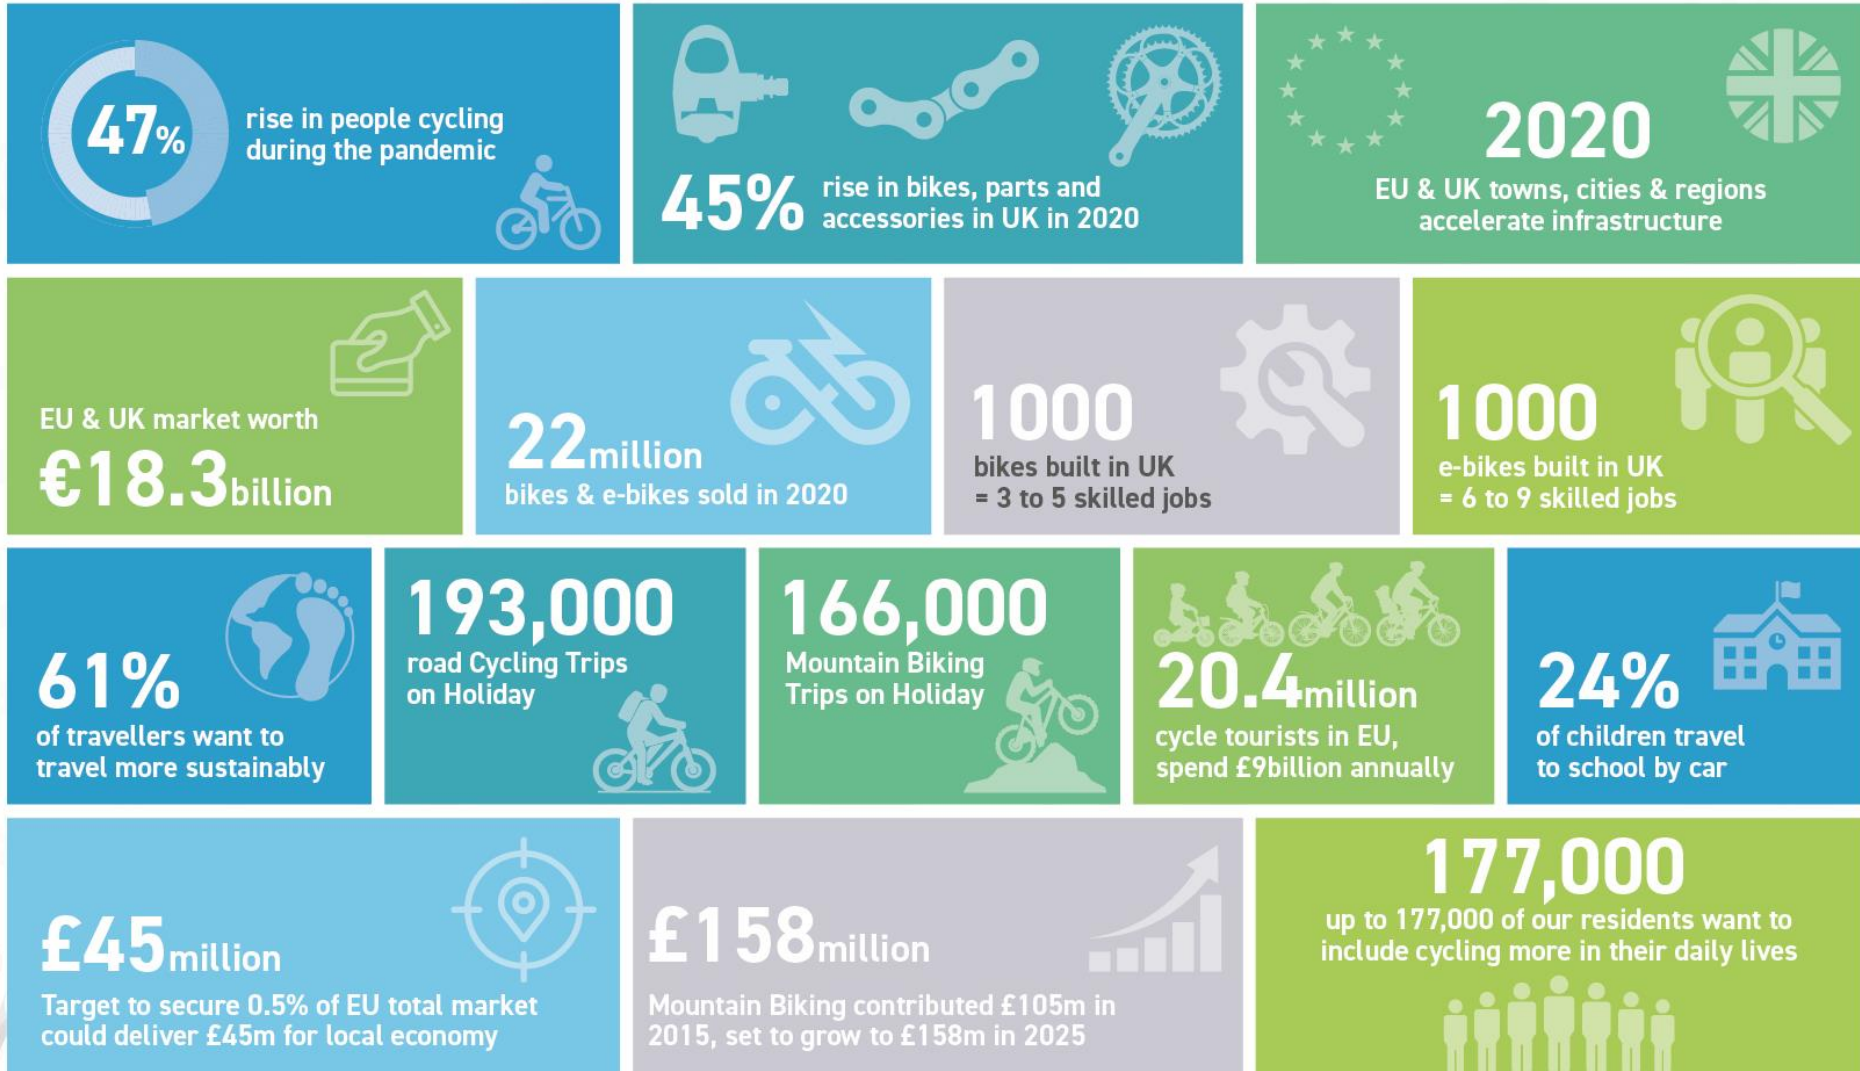 47%
rise in people cycling
during the pandemic
45%
rise in bikes, parts and
accessories in UK in 2020
2020
EU & UK towns, cities & regions
accelerate infrastructure
EU & UK market worth
€18.3billion
22million
bikes & e-bikes sold in 2020
1000
bikes built in UK
= 3 to 5 skilled jobs
1000
e-bikes built in UK
= 6 to 9 skilled jobs
61%
of travellers want to
travel more sustainably
193,000
road Cycling Trips
on Holiday
166,000
Mountain Biking
Trips on Holiday
20.4million
cycle tourists in EU,
spend £9billion annually
24%
of children travel
to school by car
£45million
Target to secure 0.5% of EU total market
could deliver £45m for local economy
£158million
Mountain Biking contributed £105m in
2015, set to grow to £158m in 2025
177,000
up to 177,000 of our residents want to
include cycling more in their daily lives